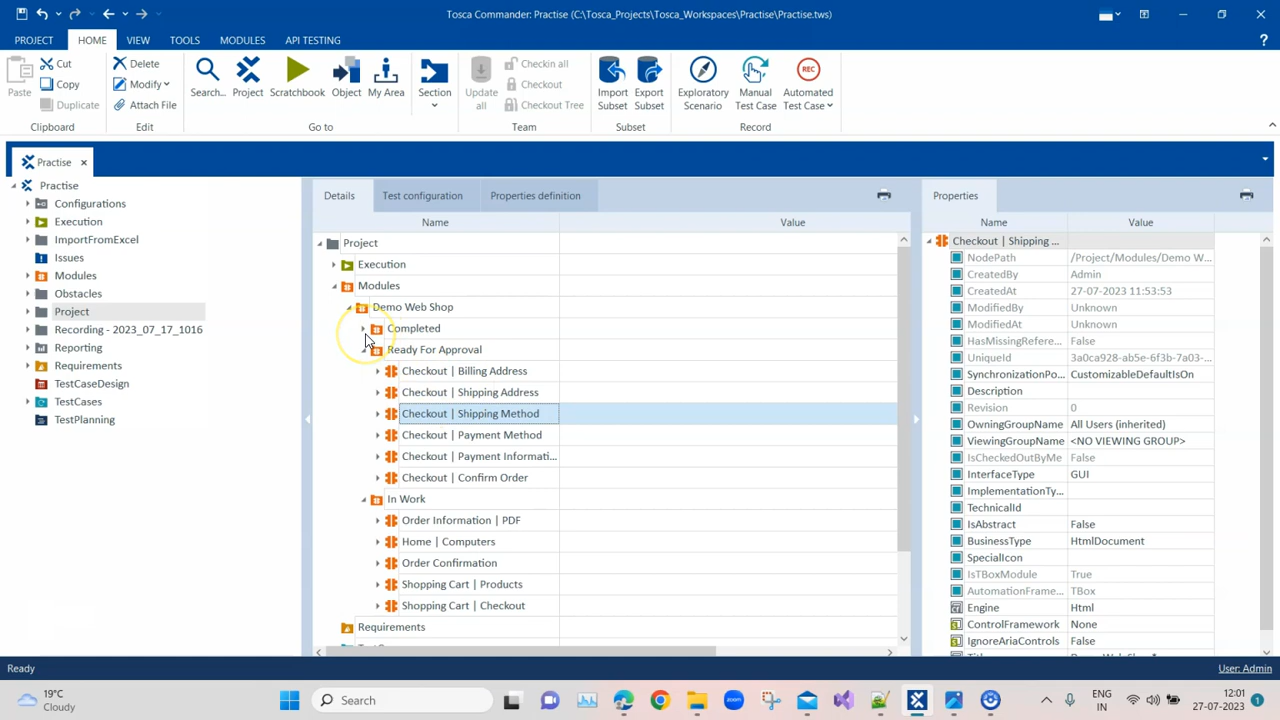 Tosca Commander: Practise (C:\Tosca_Projects\Tosca_Workspaces\Practise\Practise.tws)
PROJECT HOME VIEW TOOLS MODULES API TESTING
Paste
Cut
Copy
Duplicate
Clipboard
Delete
Modify
Attach File
Edit
Search...
Project
Scratchbook
Object
My Area
Section
Go to
Update all
Checkin all
Checkout
Checkout Tree
Team
Import Subset
Export Subset
Subset
Exploratory Scenario
Manual Test Case
REC
Automated Test Case
Record
Practise
Practise
Configurations
Execution
ImportFromExcel
Issues
Modules
Obstacles
Project
Recording - 2023_07_17_1016
Reporting
Requirements
TestCaseDesign
TestCases
TestPlanning
Details Test configuration Properties definition
Name Value
Project
Execution
Modules
Demo Web Shop
Completed
Ready For Approval
Checkout | Billing Address
Checkout | Shipping Address
Checkout | Shipping Method
Checkout | Payment Method
Checkout | Payment Informati...
Checkout | Confirm Order
In Work
Order Information | PDF
Home | Computers
Order Confirmation
Shopping Cart | Products
Shopping Cart | Checkout
Requirements
Properties
Name Value
Checkout | Shipping ...
NodePath /Project/Modules/Demo W...
CreatedBy Admin
CreatedAt 27-07-2023 11:53:53
ModifiedBy Unknown
ModifiedAt Unknown
HasMissingRefere... False
UniqueId 3a0ca928-ab5e-6f3b-7a03-...
SynchronizationPo... CustomizableDefaultIsOn
Description
Revision 0
OwningGroupName All Users (inherited)
ViewingGroupName <NO VIEWING GROUP>
IsCheckedOutByMe False
InterfaceType GUI
ImplementationTy...
TechnicalId
IsAbstract False
BusinessType HtmlDocument
SpecialIcon
IsTBoxModule True
AutomationFrame... TBox
Engine Html
ControlFramework None
IgnoreAriaControls False
Ready
User: Admin
19°C
Cloudy
Search
ENG
IN
12:01
27-07-2023
1